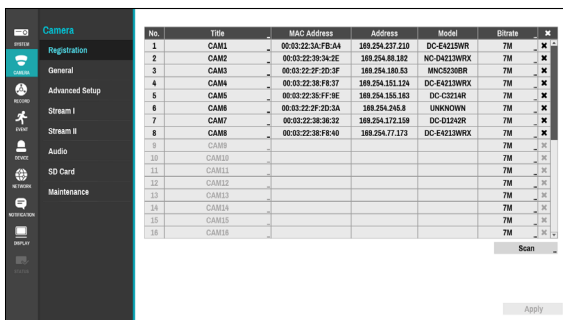 SYSTEM
CAMERA
RECORD
EVENT
DEVICE
NETWORK
NOTIFICATION
DISPLAY
SYSTEM
Camera
Registration
General
Advanced Setup
Stream I
Stream II
Audio
SD Card
Maintenance
No. Title MAC Address Address Model Bitrate ✖
1 CAM1 00:03:22:3A:FB:A4 169.254.237.210 DC-E4215WR 7M ✖
2 CAM2 00:03:22:39:34:2E 169.254.88.182 NC-D4213WRX 7M ✖
3 CAM3 00:03:22:2F:2D:3F 169.254.180.53 MNC5230BR 7M ✖
4 CAM4 00:03:22:38:F8:37 169.254.151.124 DC-E4213WRX 7M ✖
5 CAM5 00:03:22:35:FF:9E 169.254.155.163 DC-C3214R 7M ✖
6 CAM6 00:03:22:2F:2D:3A 169.254.245.8 UNKNOWN 7M ✖
7 CAM7 00:03:22:38:36:32 169.254.172.159 DC-D1242R 7M ✖
8 CAM8 00:03:22:38:F8:40 169.254.77.173 DC-E4213WRX 7M ✖
9 CAM9 7M ✖
10 CAM10 7M ✖
11 CAM11 7M ✖
12 CAM12 7M ✖
13 CAM13 7M ✖
14 CAM14 7M ✖
15 CAM15 7M ✖
16 CAM16 7M ✖
Scan
Apply